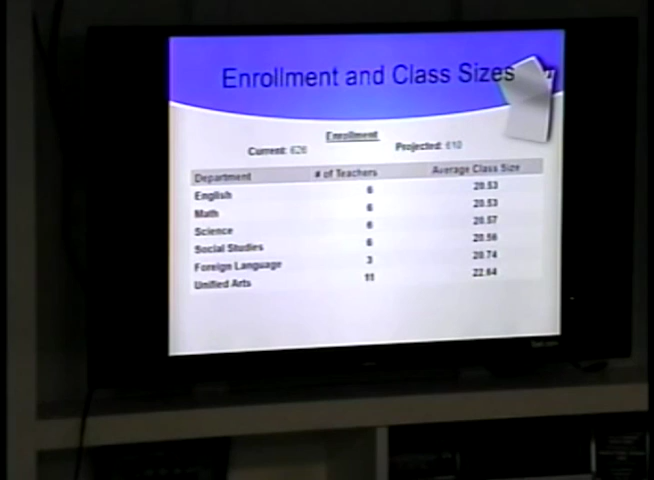 Enrollment and Class Sizes
Enrollment
Current: 626 Projected: 610
Department # of Teachers Average Class Size
English 6 20.53
Math 6 20.53
Science 6 20.57
Social Studies 6 20.56
Foreign Language 3 20.74
Unified Arts 11 22.64